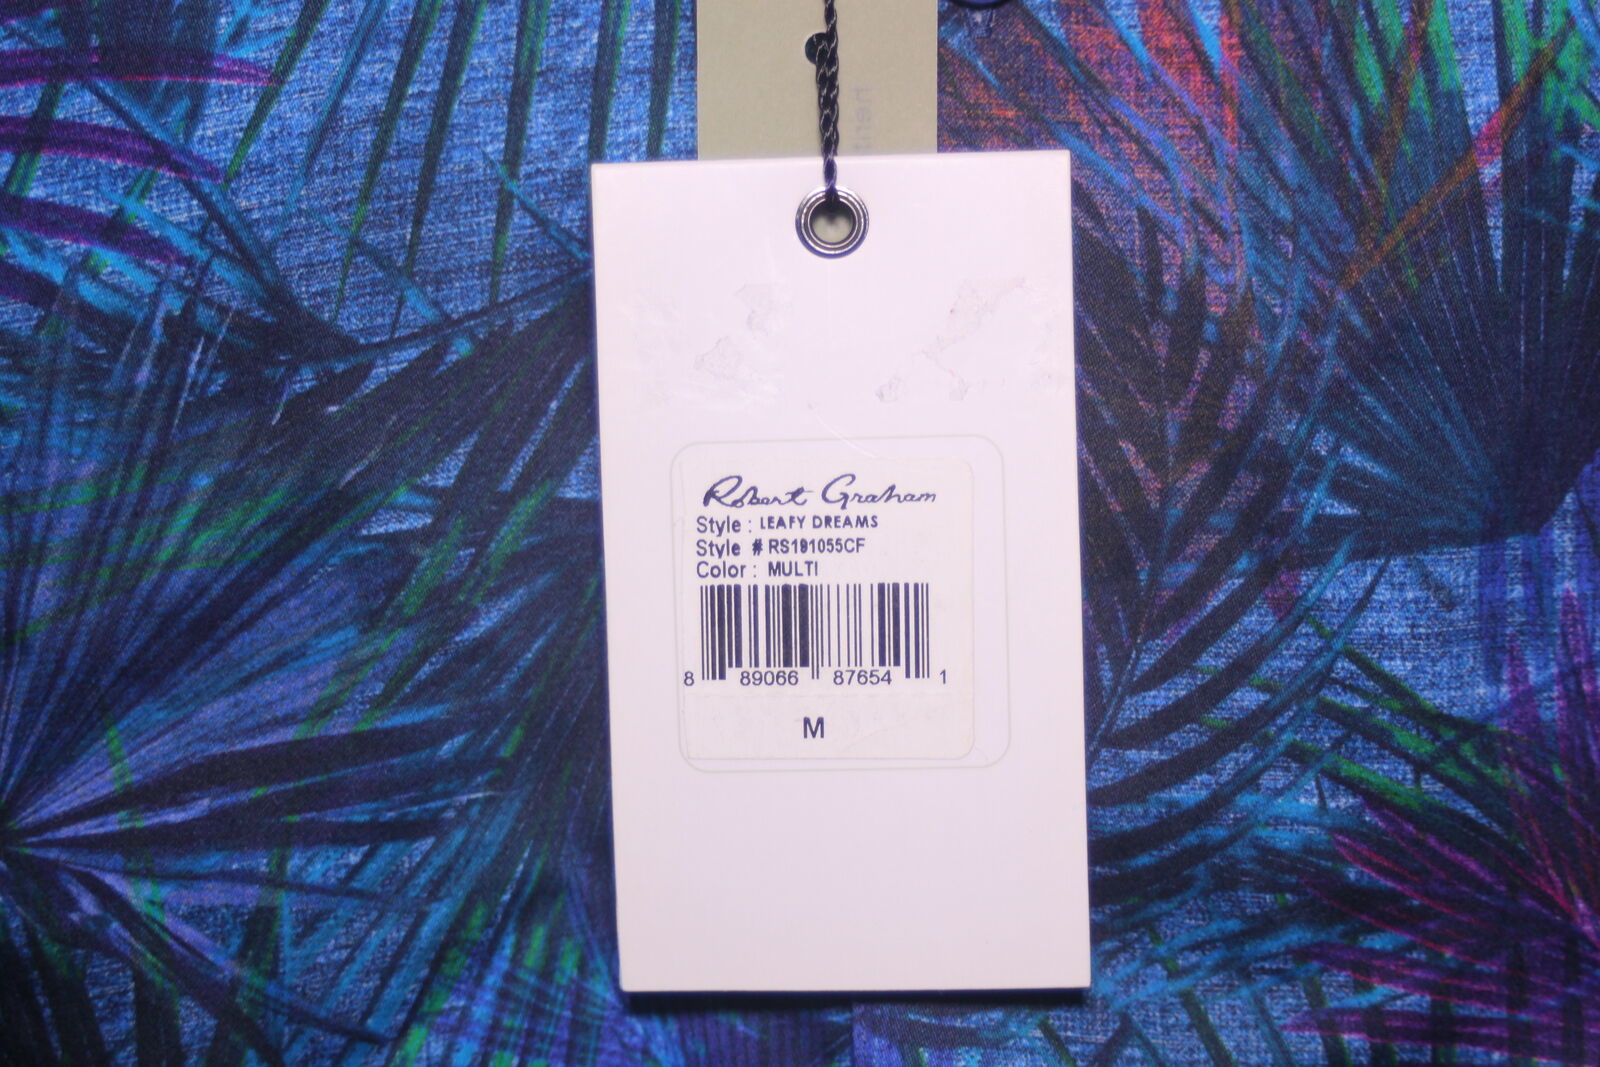 Robert Graham
Style : LEAFY DREAMS
Style # RS191055CF
Color : MULTI
8 89066 87654 1
M